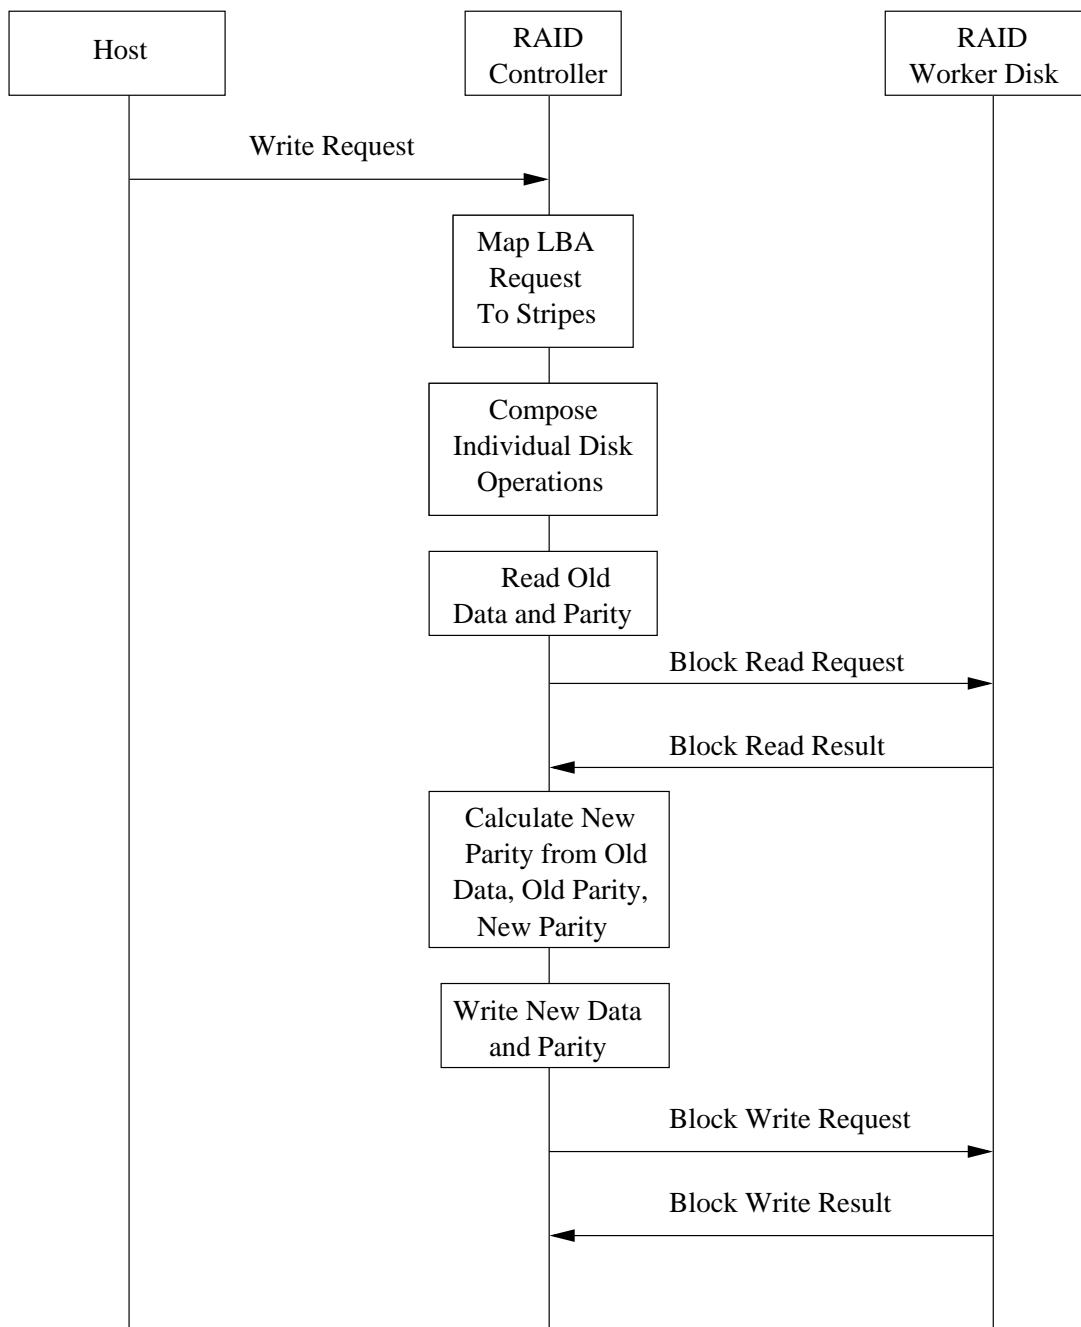 Host
RAID
Controller
RAID
Worker Disk
Write Request
Map LBA
Request
To Stripes
Compose
Individual Disk
Operations
Read Old
Data and Parity
Block Read Request
Block Read Result
Calculate New
Parity from Old
Data, Old Parity,
New Parity
Write New Data
and Parity
Block Write Request
Block Write Result